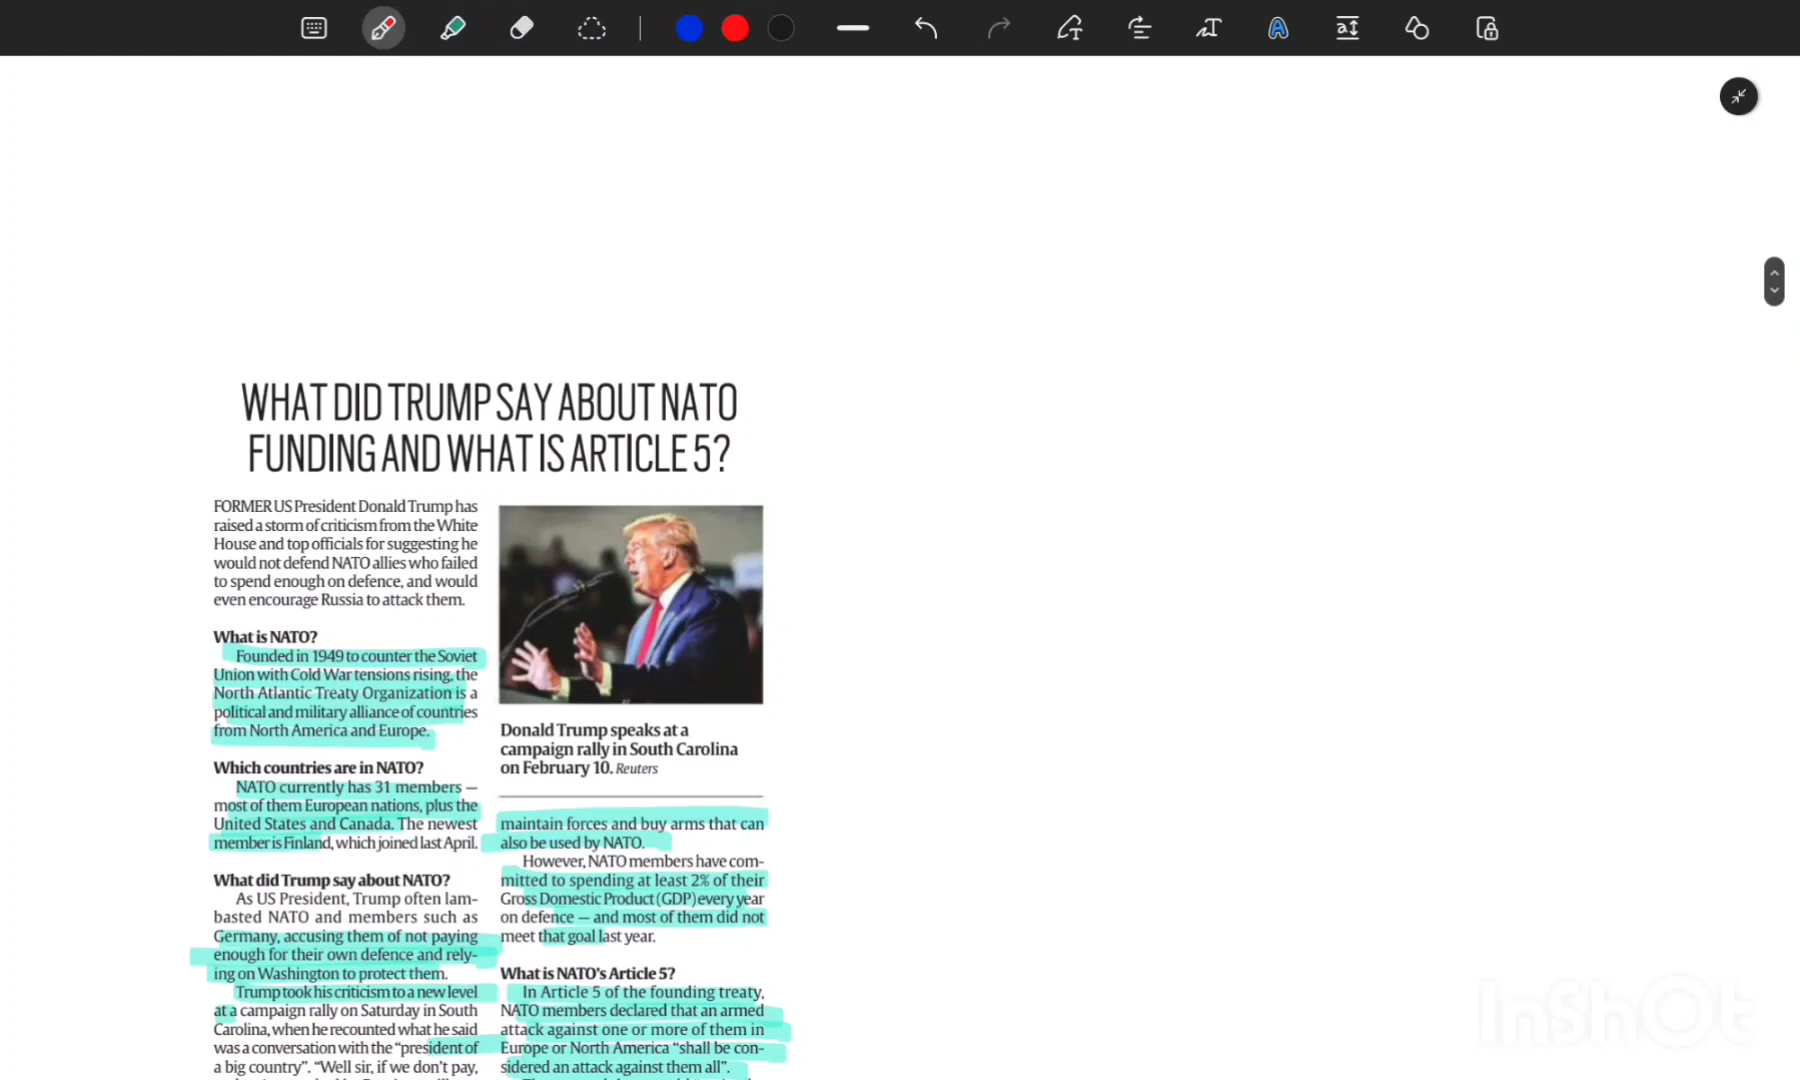 WHAT DID TRUMP SAY ABOUT NATO
FUNDING AND WHAT IS ARTICLE 5?
FORMER US President Donald Trump has
raised a storm of criticism from the White
House and top officials for suggesting he
would not defend NATO allies who failed
to spend enough on defence, and would
even encourage Russia to attack them.
What is NATO?
Founded in 1949 to counter the Soviet
Union with Cold War tensions rising, the
North Atlantic Treaty Organization is a
political and military alliance of countries
from North America and Europe.
Which countries are in NATO?
NATO currently has 31 members —
most of them European nations, plus the
United States and Canada. The newest
member is Finland, which joined last April.
What did Trump say about NATO?
As US President, Trump often lam-
basted NATO and members such as
Germany, accusing them of not paying
enough for their own defence and rely-
ing on Washington to protect them.
Trump took his criticism to a new level
at a campaign rally on Saturday in South
Carolina, when he recounted what he said
was a conversation with the “president of
a big country”. “Well sir, if we don't pay,
Donald Trump speaks at a
campaign rally in South Carolina
on February 10. Reuters
maintain forces and buy arms that can
also be used by NATO.
However, NATO members have com-
mitted to spending at least 2% of their
Gross Domestic Product (GDP) every year
on defence — and most of them did not
meet that goal last year.
What is NATO's Article 5?
In Article 5 of the founding treaty,
NATO members declared that an armed
attack against one or more of them in
Europe or North America “shall be con-
sidered an attack against them all”.
InShOt